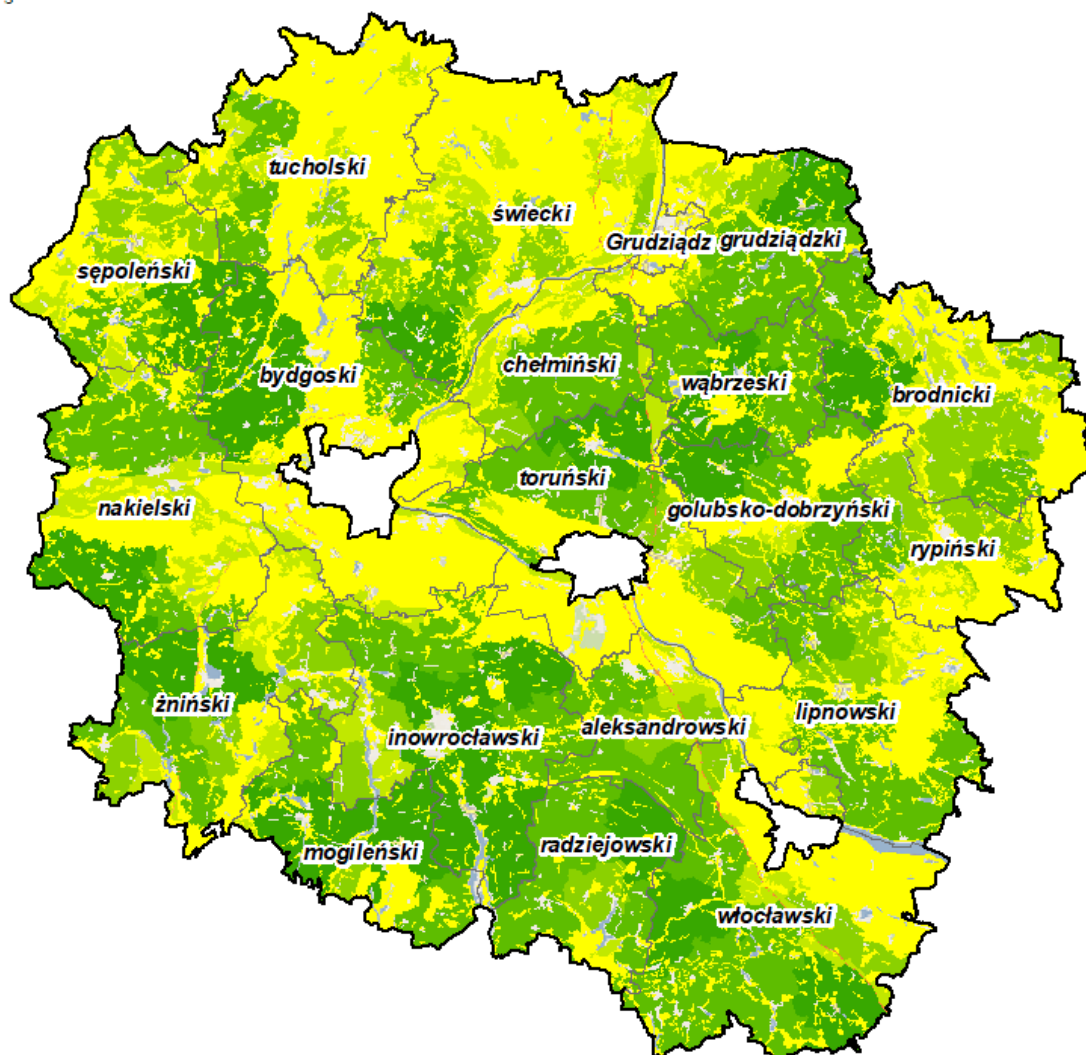 tucholski
świecki
Grudziądz grudziądzki
sępoleński
chełmiński
wąbrzeski
bydgoski
brodnicki
toruński
nakielski
golubsko-dobrzyński
rypiński
żniński
lipnowski
inowrocławski
aleksandrowski
mogileński
radziejowski
włocławski